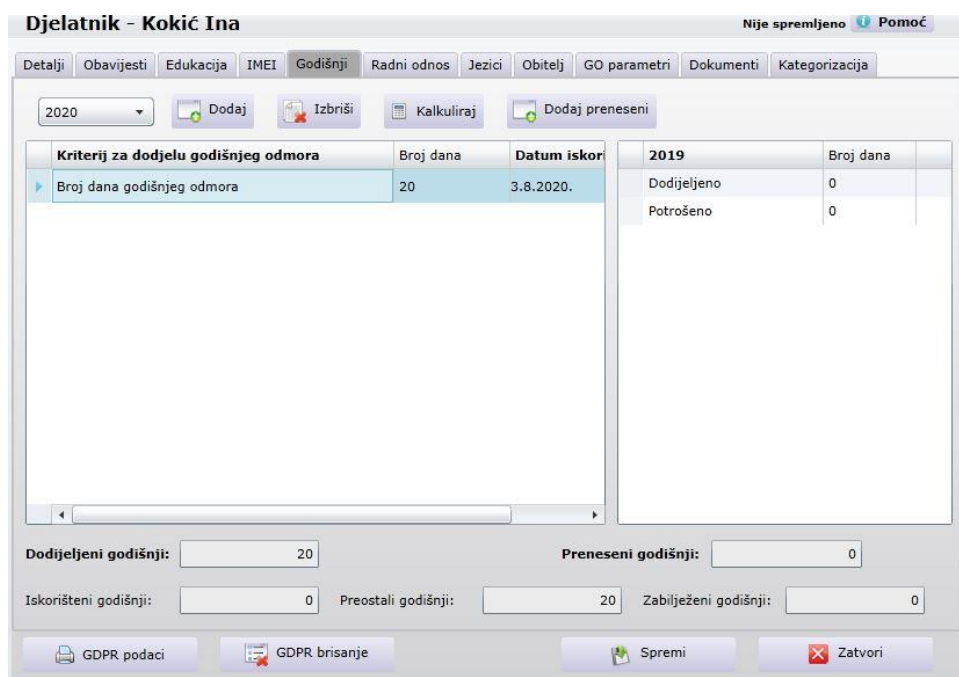 Djelatnik - Kokić Ina
Nije spremljeno Pomoć
Detalji Obavijesti Edukacija IMEI Godišnji Radni odnos Jezici Obitelj GO parametri Dokumenti Kategorizacija
2020 Dodaj Izbriši Kalkuliraj Dodaj preneseni
Kriterij za dodjelu godišnjeg odmora Broj dana Datum iskori 2019 Broj dana
Broj dana godišnjeg odmora 20 3.8.2020. Dodijeljeno 0
Potrošeno 0
Dodijeljeni godišnji: 20 Preneseni godišnji: 0
Iskorišteni godišnji: 0 Preostali godišnji: 20 Zabilježeni godišnji: 0
GDPR podaci GDPR brisanje Spremi Zatvori